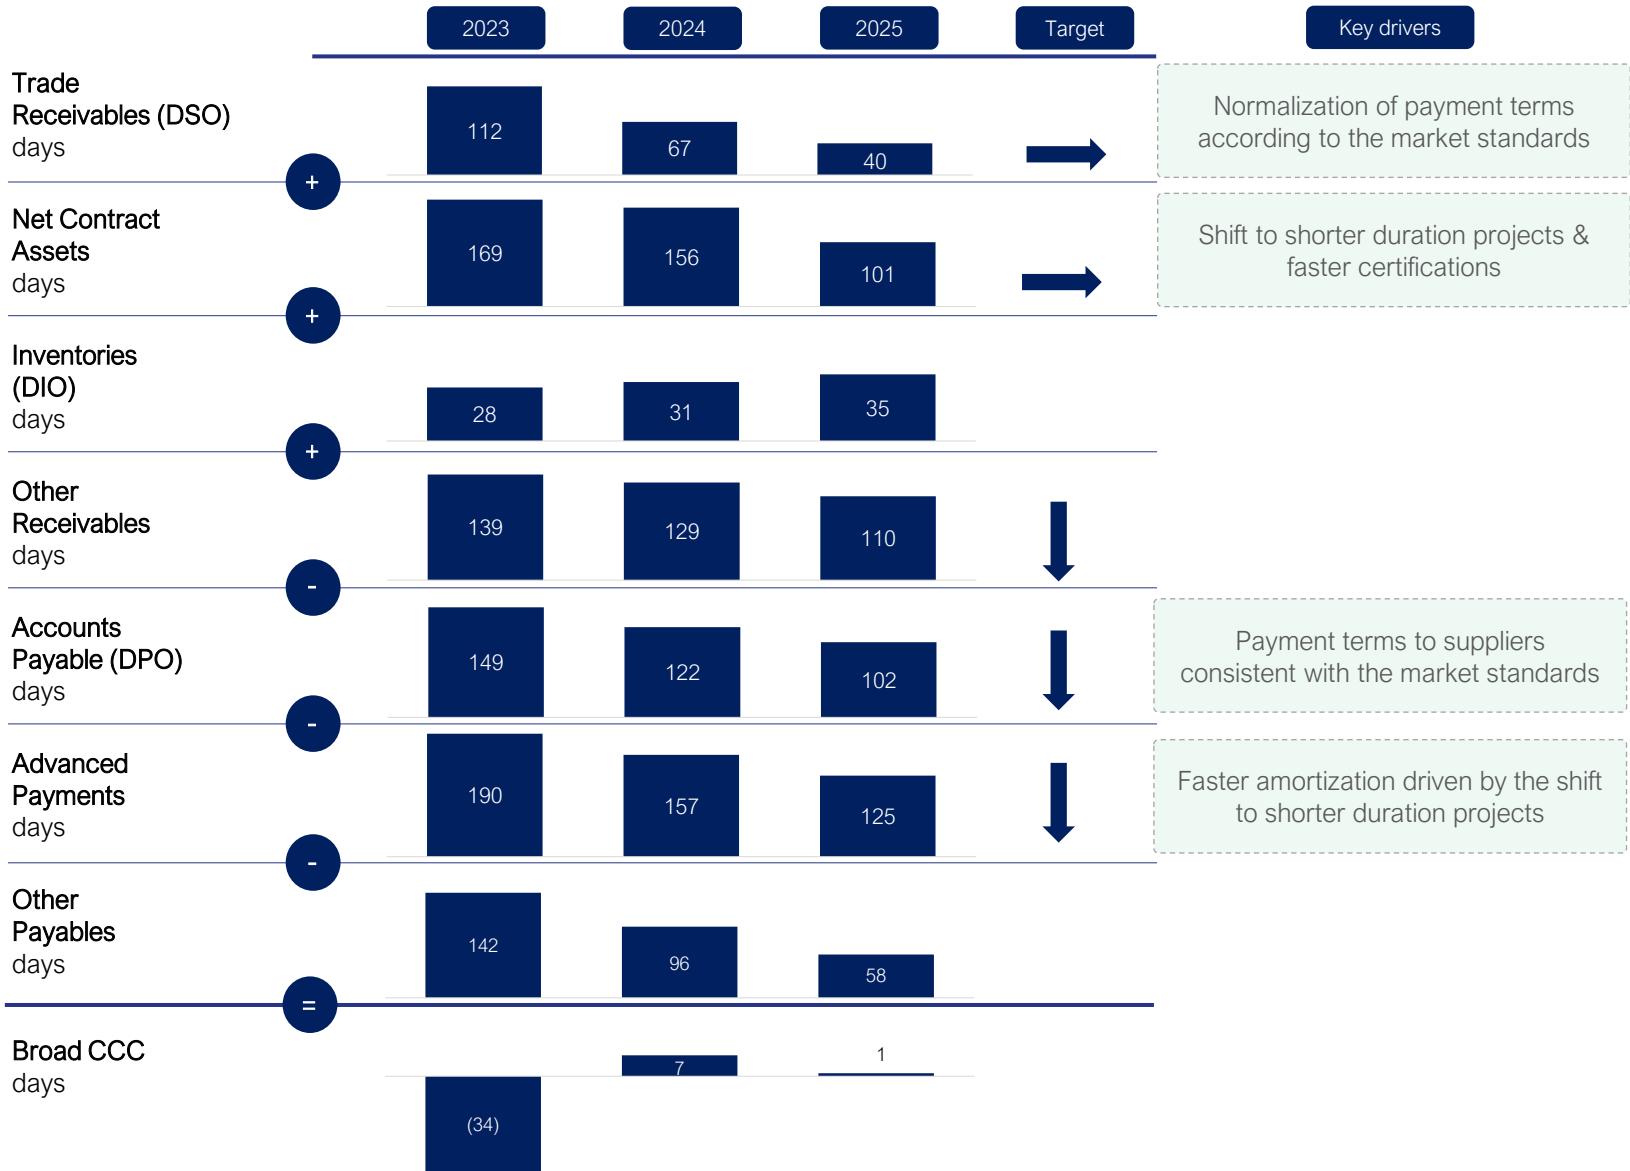 2023
2024
2025
Target
Key drivers
Trade
Receivables (DSO)
days
112
67
40
Normalization of payment terms
according to the market standards
+
Net Contract
Assets
days
169
156
101
Shift to shorter duration projects &
faster certifications
+
Inventories
(DIO)
days
28
31
35
+
Other
Receivables
days
139
129
110
-
Accounts
Payable (DPO)
days
149
122
102
Payment terms to suppliers
consistent with the market standards
-
Advanced
Payments
days
190
157
125
Faster amortization driven by the shift
to shorter duration projects
-
Other
Payables
days
142
96
58
=
Broad CCC
days
(34)
7
1